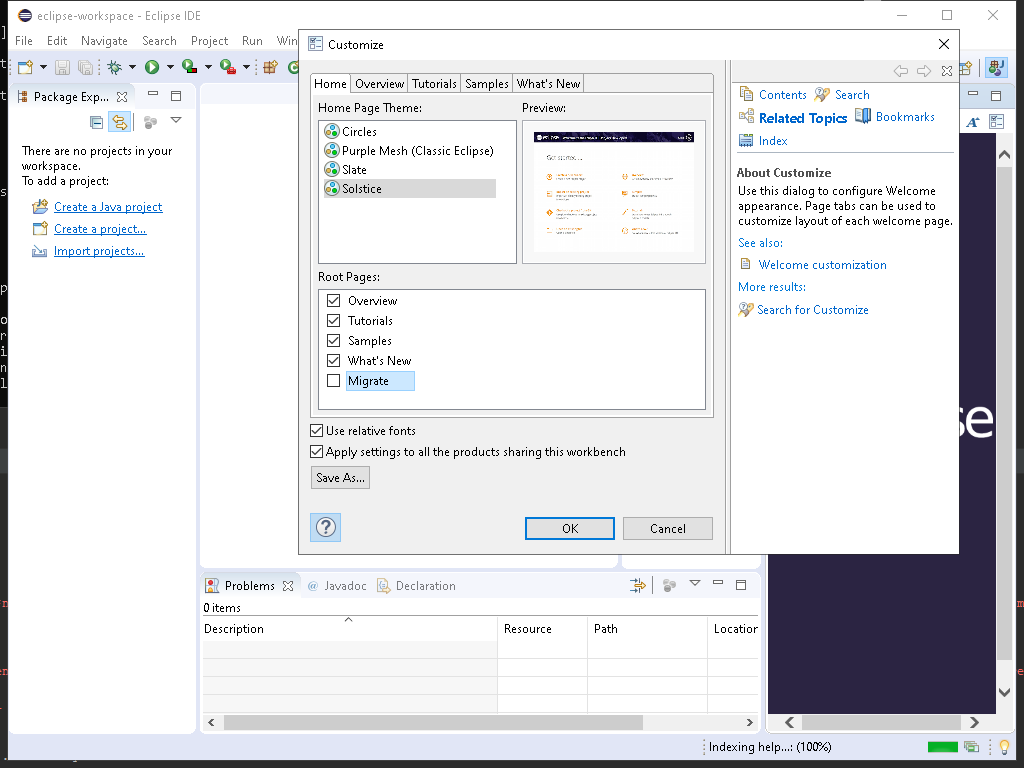 eclipse-workspace - Eclipse IDE
File Edit Navigate Search Project Run Win
Customize
Package Exp...
There are no projects in your
workspace.
To add a project:
Create a Java project
Create a project...
Import projects...
Home Overview Tutorials Samples What's New
Home Page Theme:
Circles
Purple Mesh (Classic Eclipse)
Slate
Solstice
Preview:
Root Pages:
Overview
Tutorials
Samples
What's New
Migrate
Use relative fonts
Apply settings to all the products sharing this workbench
Save As...
OK Cancel
Contents Search
Related Topics Bookmarks
Index
About Customize
Use this dialog to configure Welcome
appearance. Page tabs can be used to
customize layout of each welcome page.
See also:
Welcome customization
More results:
Search for Customize
se
Problems Javadoc Declaration
0 items
Description Resource Path Location
Indexing help...: (100%)